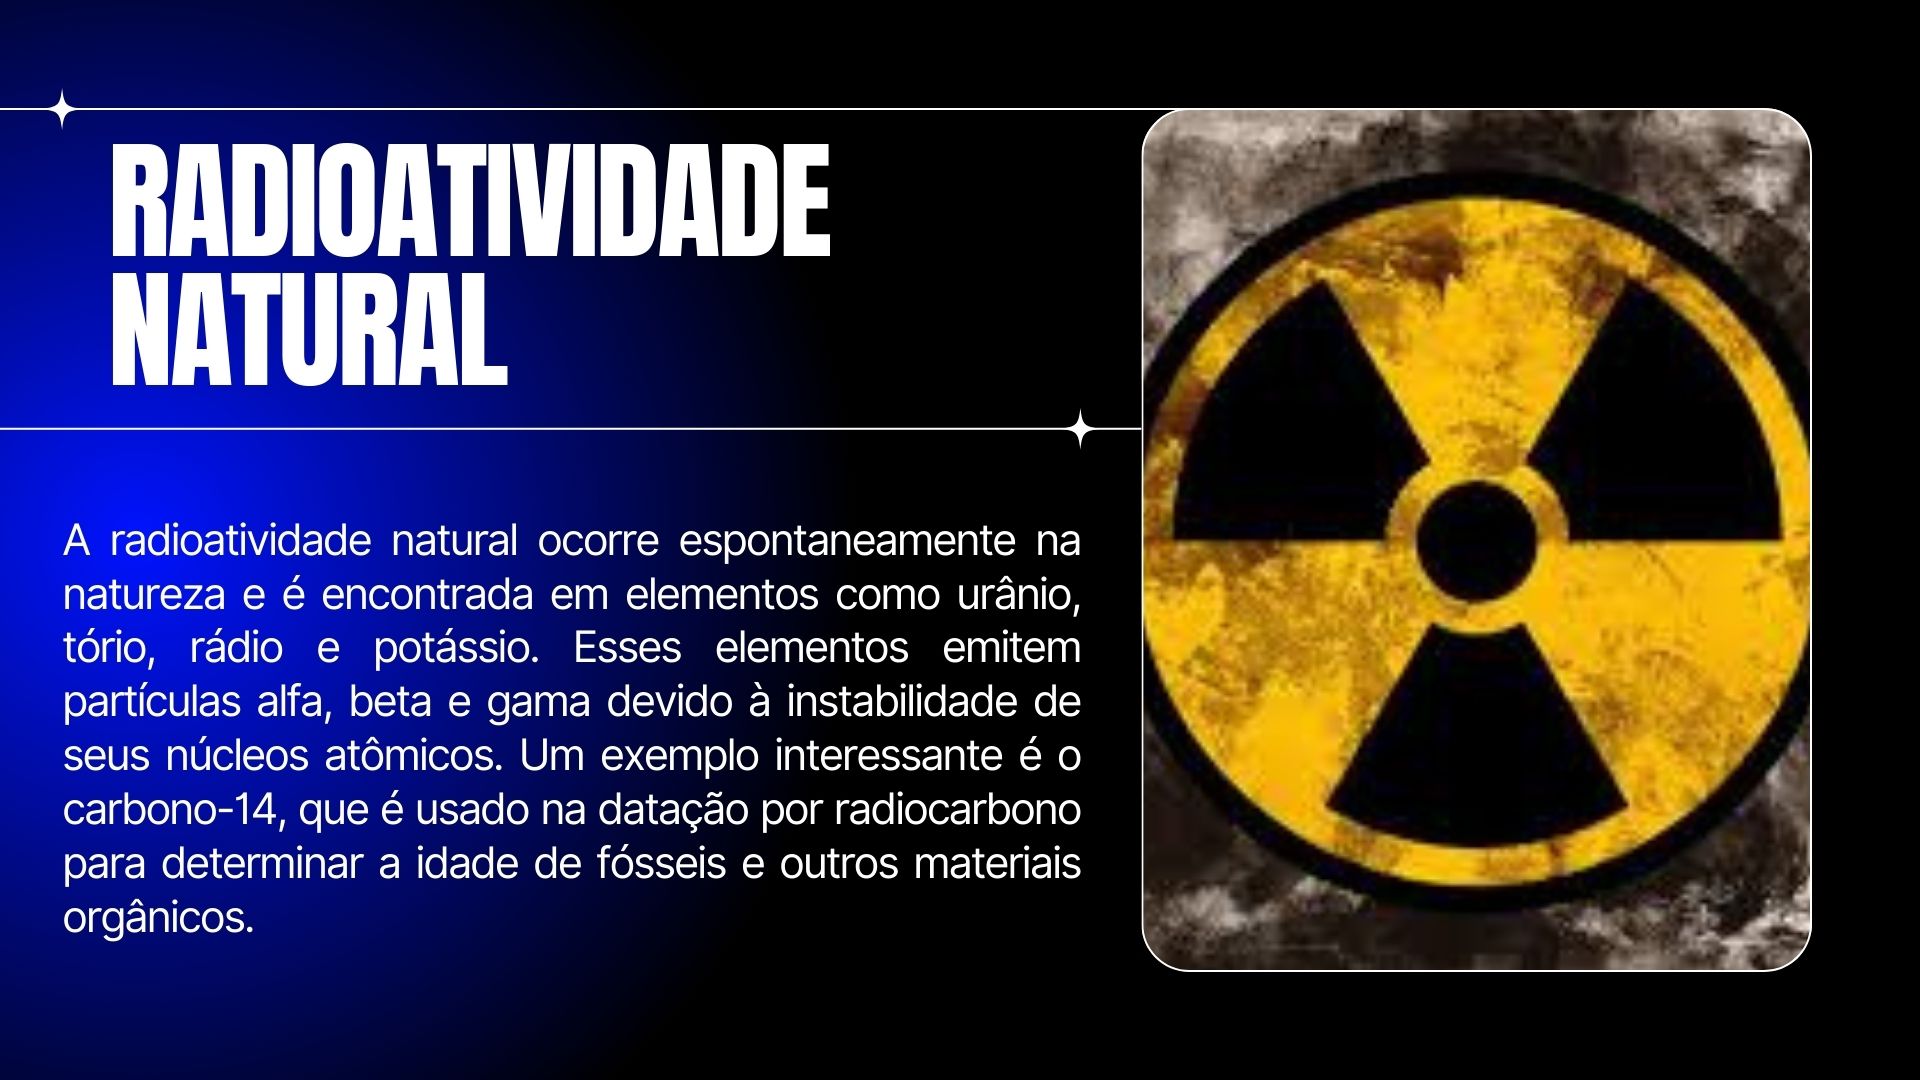 RADIOATIVIDADE
NATURAL
A radioatividade natural ocorre espontaneamente na
natureza e é encontrada em elementos como urânio,
tório, rádio e potássio. Esses elementos emitem
partículas alfa, beta e gama devido à instabilidade de
seus núcleos atômicos. Um exemplo interessante é o
carbono-14, que é usado na datação por radiocarbono
para determinar a idade de fósseis e outros materiais
orgânicos.